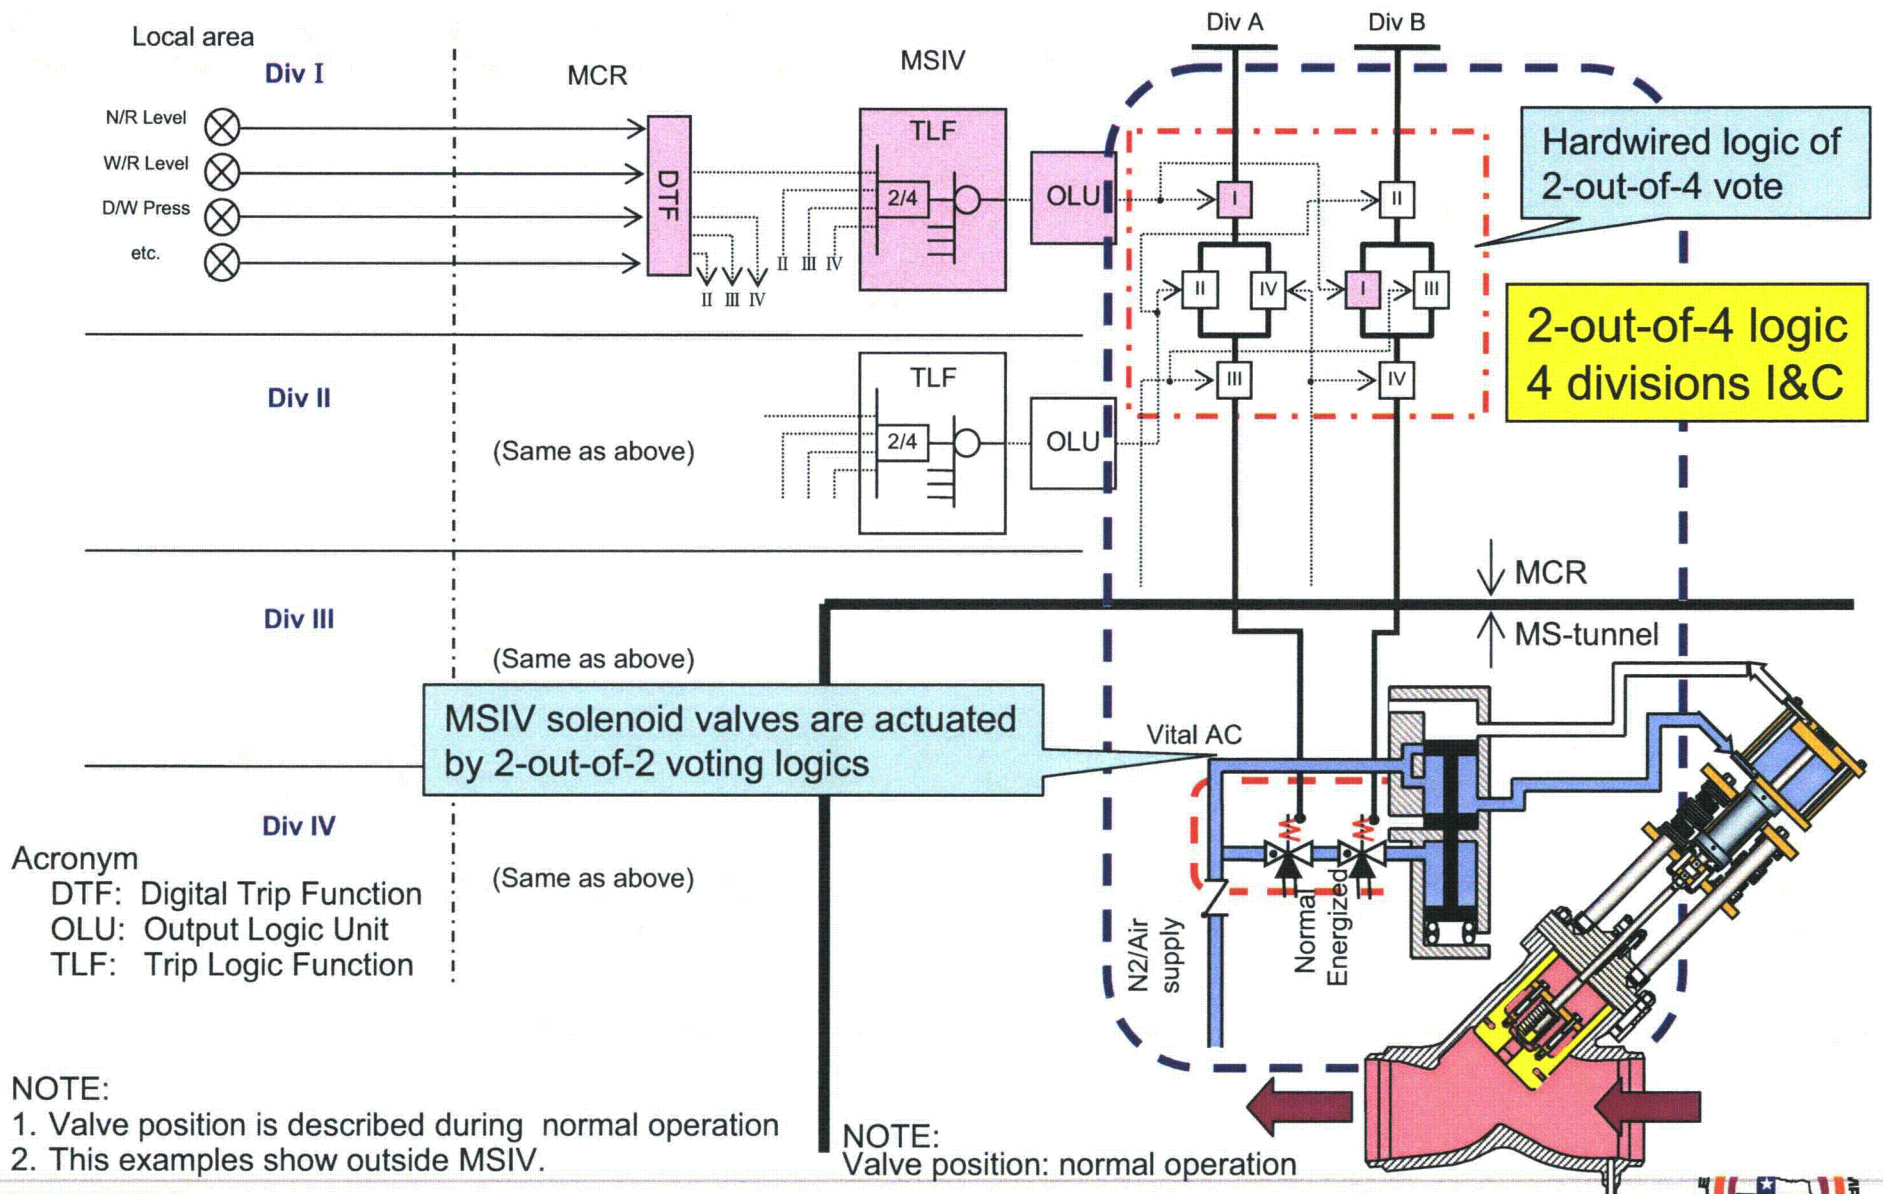 Local area
Div I
MCR
MSIV
Div A
Div B
N/R Level
W/R Level
D/W Press
etc.
DTF
TLF
2/4
OLU
II III IV
II III IV
I
II
II
IV
I
III
III
IV
Hardwired logic of
2-out-of-4 vote
2-out-of-4 logic
4 divisions I&C
Div II
(Same as above)
TLF
2/4
OLU
Div III
(Same as above)
MCR
MS-tunnel
MSIV solenoid valves are actuated
by 2-out-of-2 voting logics
Vital AC
Div IV
(Same as above)
N2/Air
supply
Normal
Energized
Acronym
DTF: Digital Trip Function
OLU: Output Logic Unit
TLF: Trip Logic Function
NOTE:
1. Valve position is described during normal operation
2. This examples show outside MSIV.
NOTE:
Valve position: normal operation